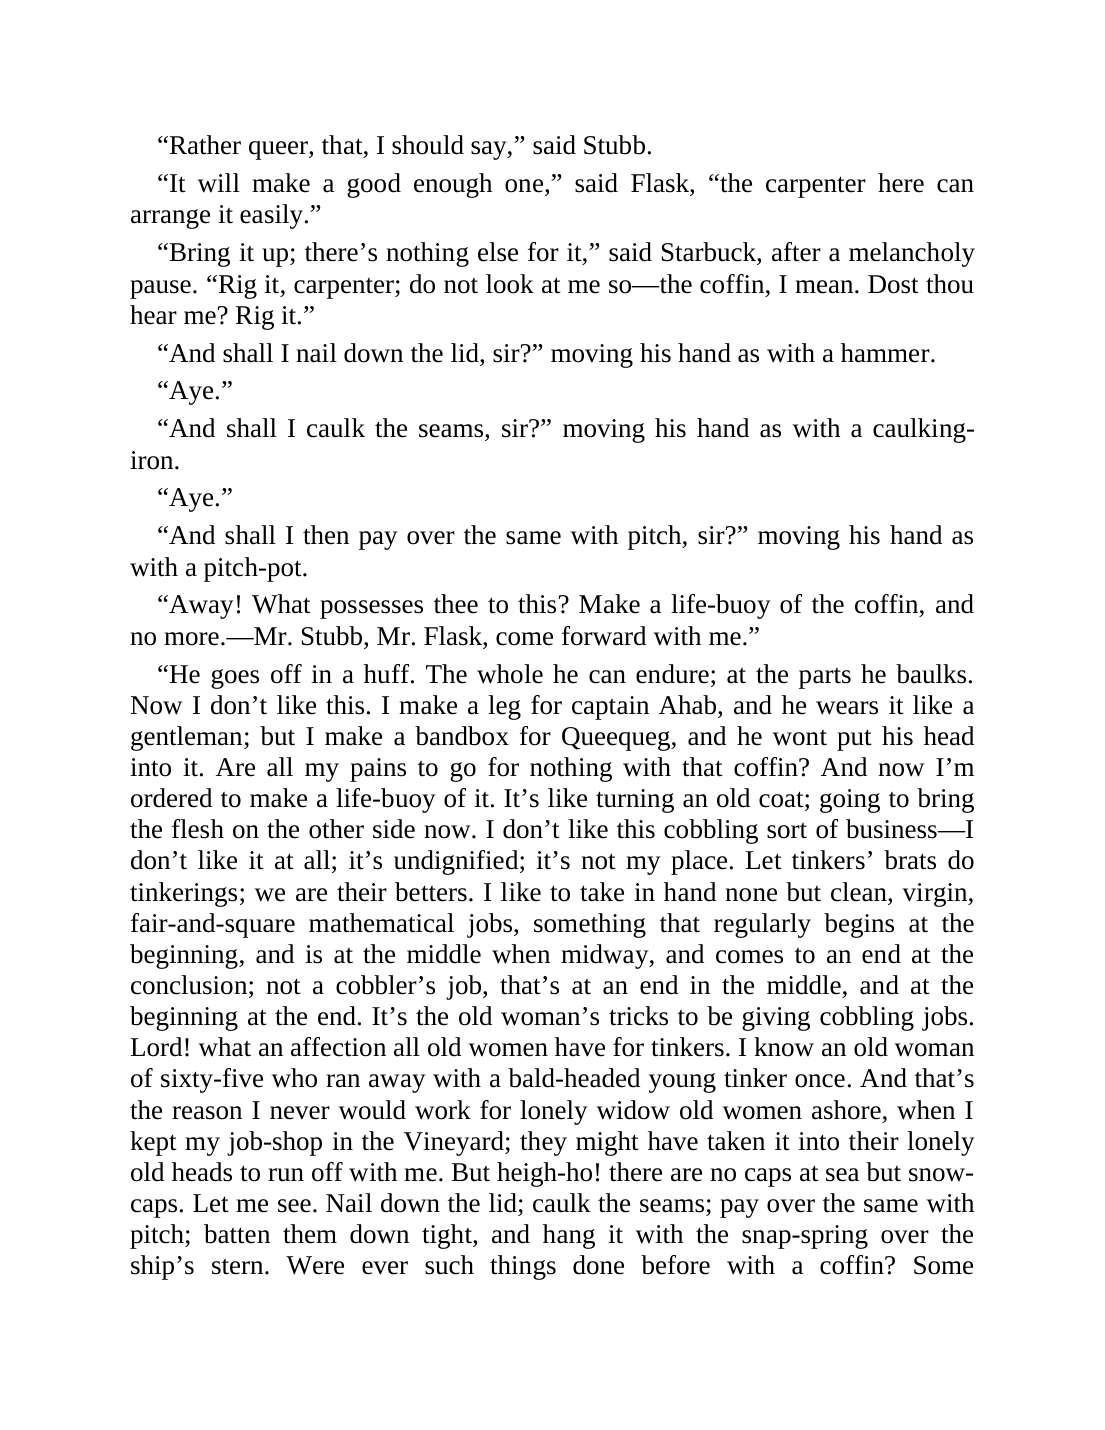 “Rather queer, that, I should say,” said Stubb.
“It will make a good enough one,” said Flask, “the carpenter here can
arrange it easily.”
“Bring it up; there’s nothing else for it,” said Starbuck, after a melancholy
pause. “Rig it, carpenter; do not look at me so—the coffin, I mean. Dost thou
hear me? Rig it.”
“And shall I nail down the lid, sir?” moving his hand as with a hammer.
“Aye.”
“And shall I caulk the seams, sir?” moving his hand as with a caulking-
iron.
“Aye.”
“And shall I then pay over the same with pitch, sir?” moving his hand as
with a pitch-pot.
“Away! What possesses thee to this? Make a life-buoy of the coffin, and
no more.—Mr. Stubb, Mr. Flask, come forward with me.”
“He goes off in a huff. The whole he can endure; at the parts he baulks.
Now I don’t like this. I make a leg for captain Ahab, and he wears it like a
gentleman; but I make a bandbox for Queequeg, and he wont put his head
into it. Are all my pains to go for nothing with that coffin? And now I’m
ordered to make a life-buoy of it. It’s like turning an old coat; going to bring
the flesh on the other side now. I don’t like this cobbling sort of business—I
don’t like it at all; it’s undignified; it’s not my place. Let tinkers’ brats do
tinkerings; we are their betters. I like to take in hand none but clean, virgin,
fair-and-square mathematical jobs, something that regularly begins at the
beginning, and is at the middle when midway, and comes to an end at the
conclusion; not a cobbler’s job, that’s at an end in the middle, and at the
beginning at the end. It’s the old woman’s tricks to be giving cobbling jobs.
Lord! what an affection all old women have for tinkers. I know an old woman
of sixty-five who ran away with a bald-headed young tinker once. And that’s
the reason I never would work for lonely widow old women ashore, when I
kept my job-shop in the Vineyard; they might have taken it into their lonely
old heads to run off with me. But heigh-ho! there are no caps at sea but snow-
caps. Let me see. Nail down the lid; caulk the seams; pay over the same with
pitch; batten them down tight, and hang it with the snap-spring over the
ship’s stern. Were ever such things done before with a coffin? Some